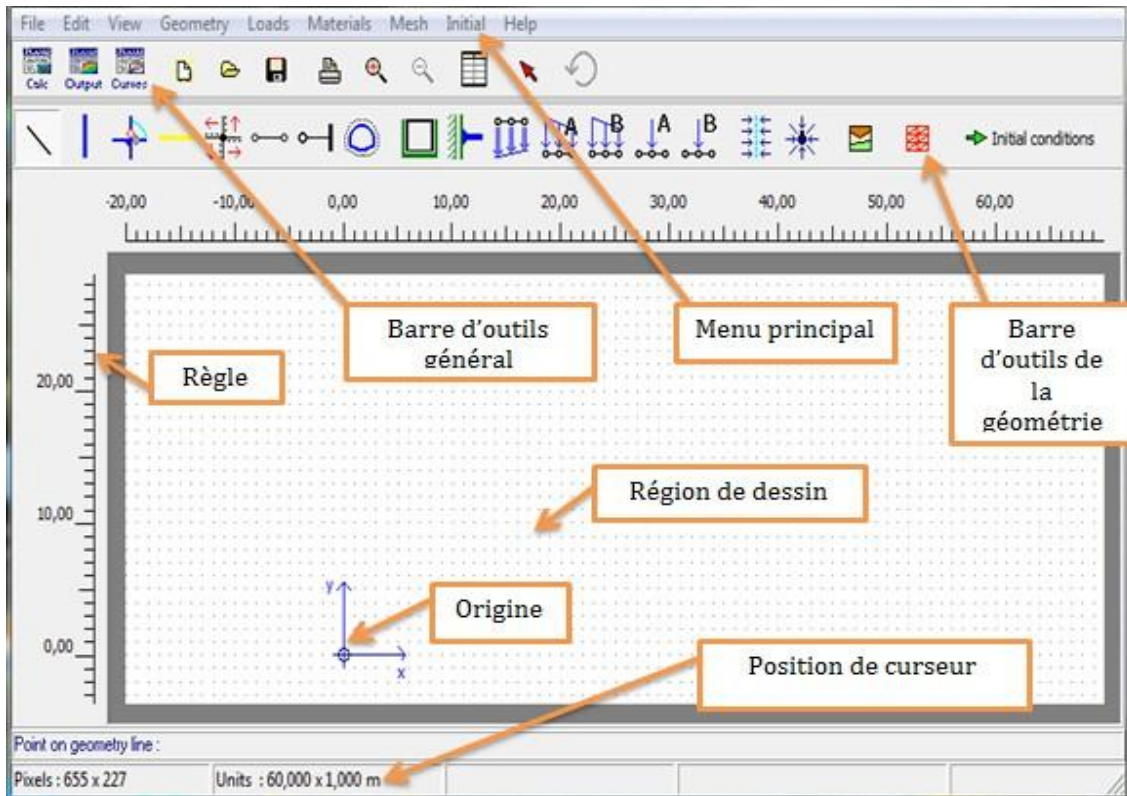 File Edit View Geometry Loads Materials Mesh Initial Help
Calc Output Curves
A B A B Initial conditions
-20,00 -10,00 0,00 10,00 20,00 30,00 40,00 50,00 60,00
Barre d'outils
général
Menu principal
Barre
d'outils de
la
géométrie
Règle
20,00
Région de dessin
10,00
y
Origine
0,00
x
Position de curseur
Point on geometry line :
Pixels : 655 x 227 Units : 60,000 x 1,000 m